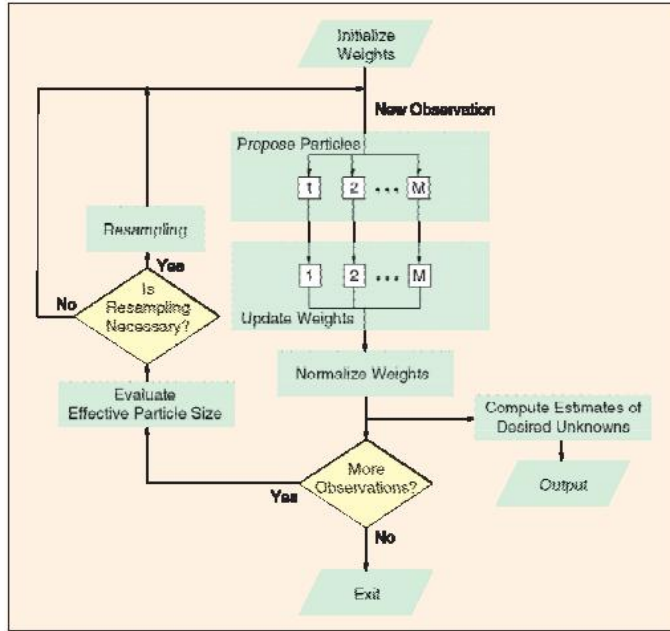 Initialize
Weights
New Observation
Propose Particles
1 2 ••• M
Resampling
Yes
1 2 ••• M
Is
Resampling
Necessary?
No
Update Weights
Normalize Weights
Evaluate
Effective Particle Size
Compute Estimates of
Desired Unknowns
More
Observations?
Yes
Output
No
Exit